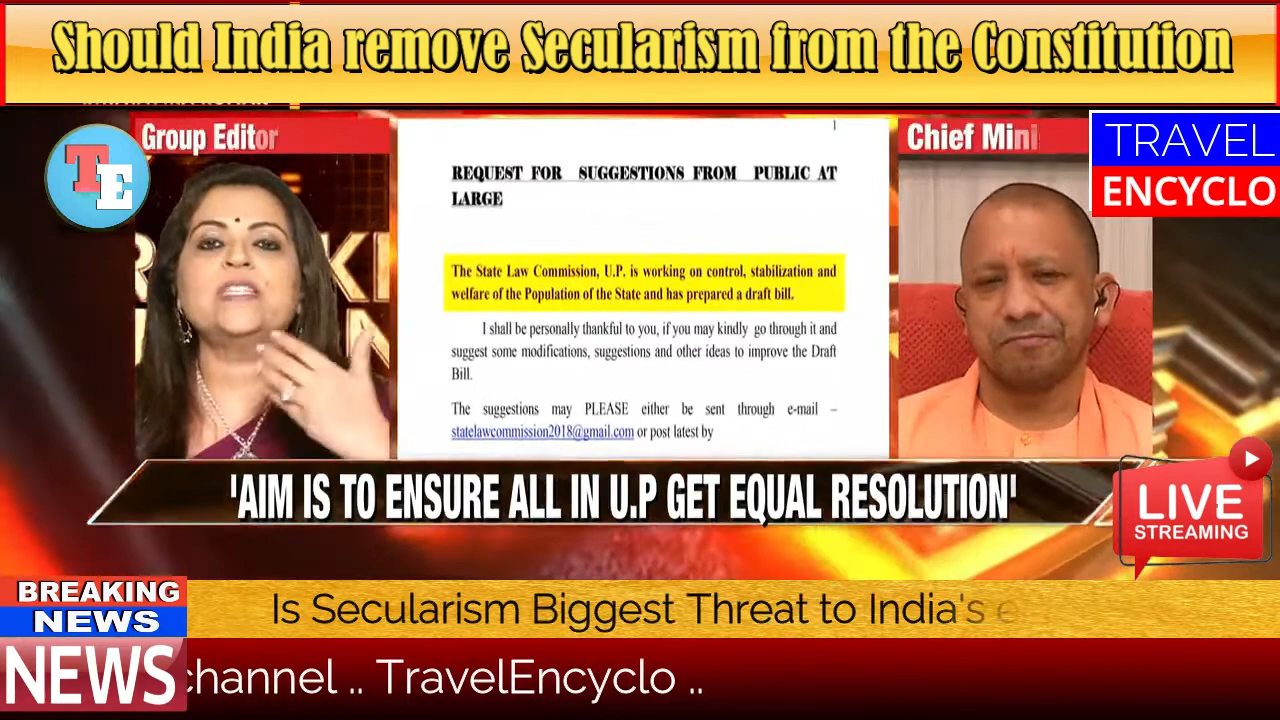 Should India remove Secularism from the Constitution
Group Editor
Chief Mini
TE
TRAVEL
ENCYCLO
REQUEST FOR SUGGESTIONS FROM PUBLIC AT
LARGE
The State Law Commission, U.P. is working on control, stabilization and
welfare of the Population of the State and has prepared a draft bill.
I shall be personally thankful to you, if you may kindly go through it and
suggest some modifications, suggestions and other ideas to improve the Draft
Bill.
The suggestions may PLEASE either be sent through e-mail –
statelawcommission2018@gmail.com or post latest by
'AIM IS TO ENSURE ALL IN U.P GET EQUAL RESOLUTION'
LIVE
STREAMING
BREAKING
NEWS
Is Secularism Biggest Threat to India's e
NEWS
channel .. TravelEncyclo ..